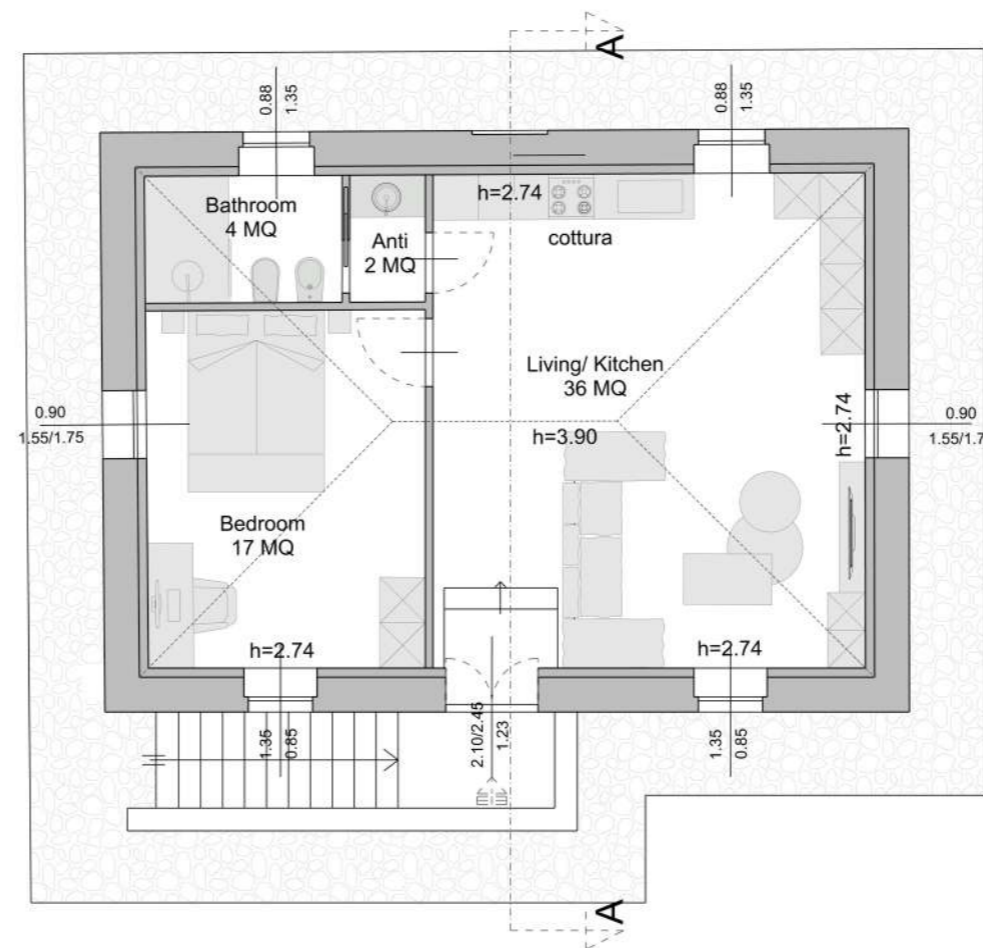 A
0.88
1.35
0.88
1.35
h=2.74
Bathroom
4 MQ
Anti
2 MQ
cottura
Living/ Kitchen
36 MQ
0.90
1.55/1.75
h=3.90
h=2.74
0.90
1.55/1.7
Bedroom
17 MQ
h=2.74
h=2.74
1.35
0.85
2.10/2.45
1.23
1.35
0.85
A